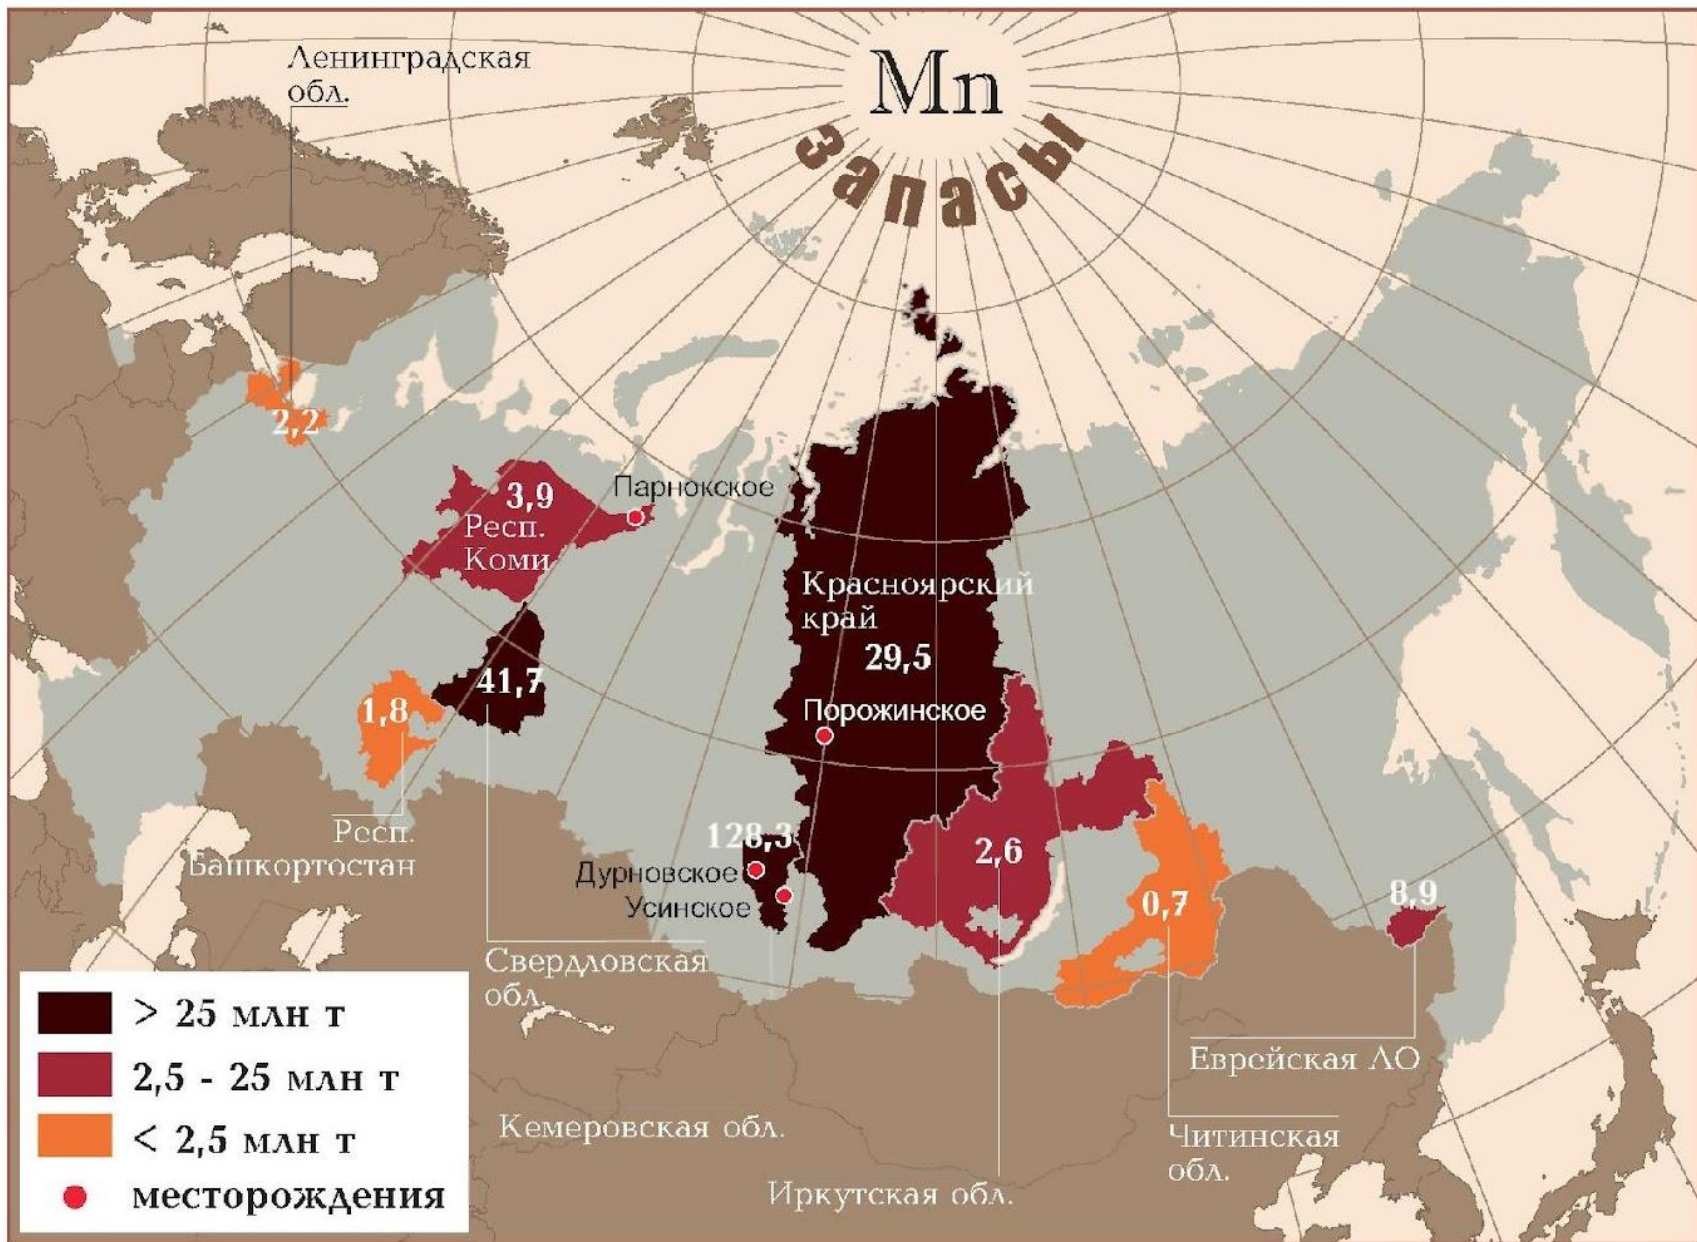 Ленинградская
обл.
Mn
запасы
2,2
3,9
Респ.
Коми
Парнокское
Красноярский
край
29,5
41,7
1,8
Порожинское
Респ.
Башкортостан
128,3
Дурновское
Усинское
2,6
0,7
8,9
Свердловская
обл.
Еврейская АО
Кемеровская обл.
Читинская
обл.
Иркутская обл.
> 25 млн т
2,5 - 25 млн т
< 2,5 млн т
месторождения